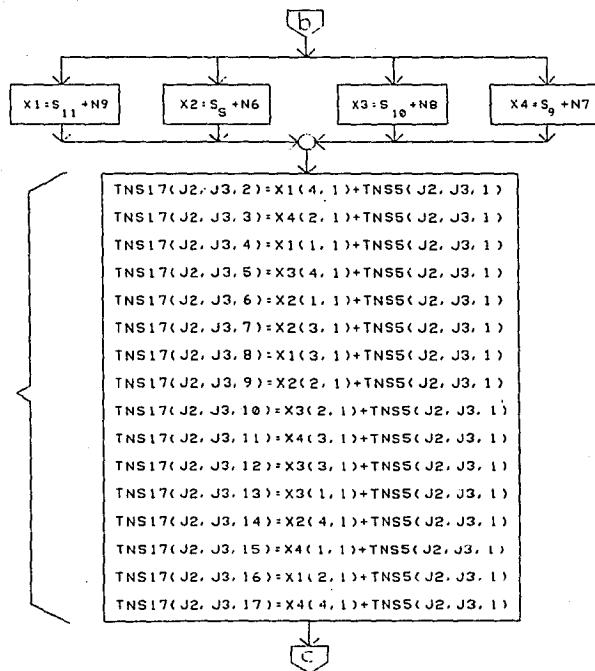 b
X1=S11+N9 X2=SS+N6 X3=S10+N8 X4=S9+N7
TNS17(J2,J3,2)=X1(4,1)+TNS5(J2,J3,1)
TNS17(J2,J3,3)=X4(2,1)+TNS5(J2,J3,1)
TNS17(J2,J3,4)=X1(1,1)+TNS5(J2,J3,1)
TNS17(J2,J3,5)=X3(4,1)+TNS5(J2,J3,1)
TNS17(J2,J3,6)=X2(1,1)+TNS5(J2,J3,1)
TNS17(J2,J3,7)=X2(3,1)+TNS5(J2,J3,1)
TNS17(J2,J3,8)=X1(3,1)+TNS5(J2,J3,1)
TNS17(J2,J3,9)=X2(2,1)+TNS5(J2,J3,1)
TNS17(J2,J3,10)=X3(2,1)+TNS5(J2,J3,1)
TNS17(J2,J3,11)=X4(3,1)+TNS5(J2,J3,1)
TNS17(J2,J3,12)=X3(3,1)+TNS5(J2,J3,1)
TNS17(J2,J3,13)=X3(1,1)+TNS5(J2,J3,1)
TNS17(J2,J3,14)=X2(4,1)+TNS5(J2,J3,1)
TNS17(J2,J3,15)=X4(1,1)+TNS5(J2,J3,1)
TNS17(J2,J3,16)=X1(2,1)+TNS5(J2,J3,1)
TNS17(J2,J3,17)=X4(4,1)+TNS5(J2,J3,1)
c